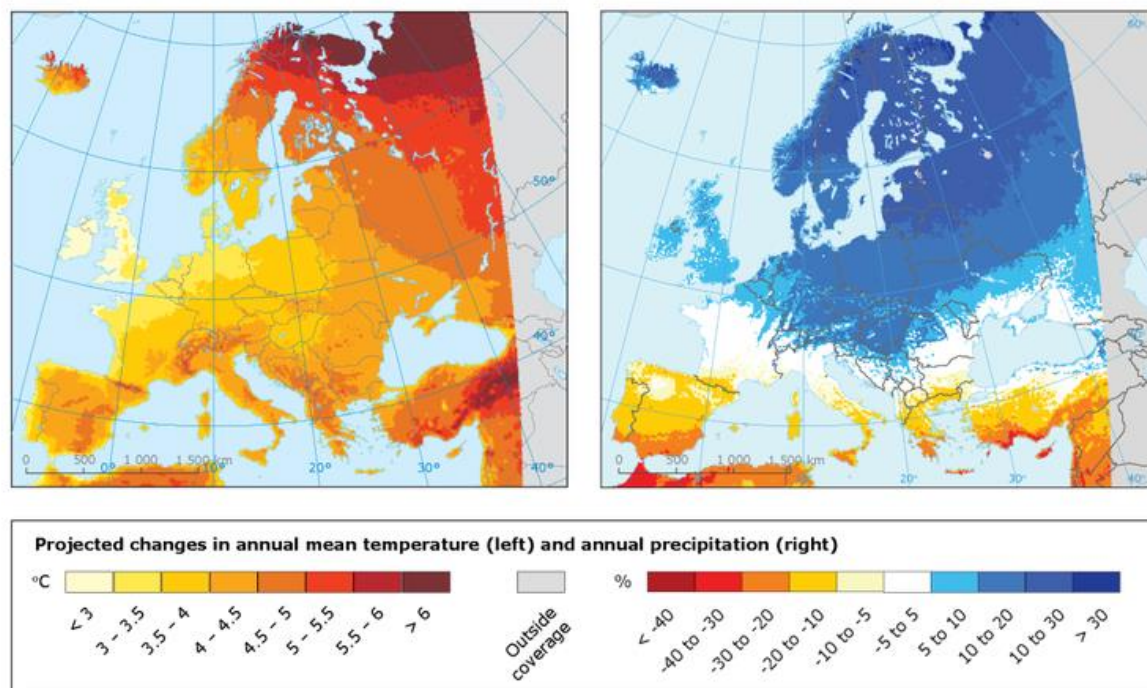 50°
40°
0 500 1 000 1 500 km
0°
10°
20°
30°
40°
60°
50°
0 500 1 000 1 500 km
20°
30°
40°
Projected changes in annual mean temperature (left) and annual precipitation (right)
°C
< 3
3 – 3.5
3.5 – 4
4 – 4.5
4.5 – 5
5 – 5.5
5.5 – 6
> 6
Outside
coverage
%
< -40
-40 to -30
-30 to -20
-20 to -10
-10 to -5
-5 to 5
5 to 10
10 to 20
10 to 30
> 30